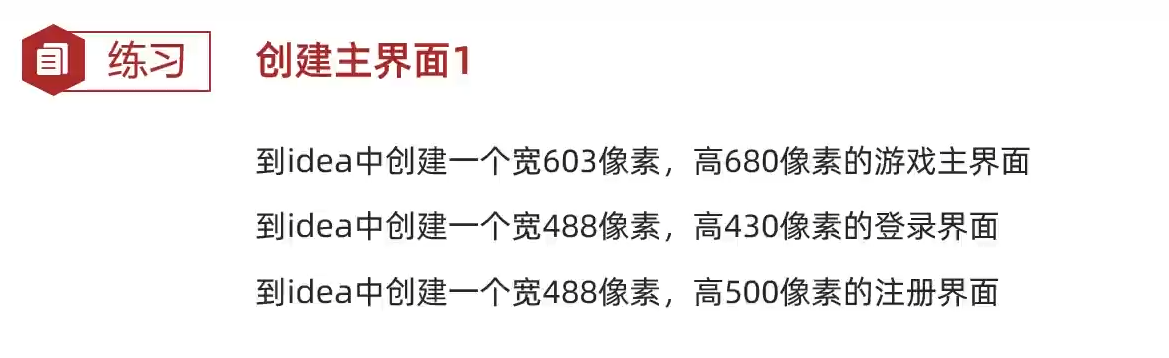 练习
创建主界面1
到idea中创建一个宽603像素，高680像素的游戏主界面
到idea中创建一个宽488像素，高430像素的登录界面
到idea中创建一个宽488像素，高500像素的注册界面